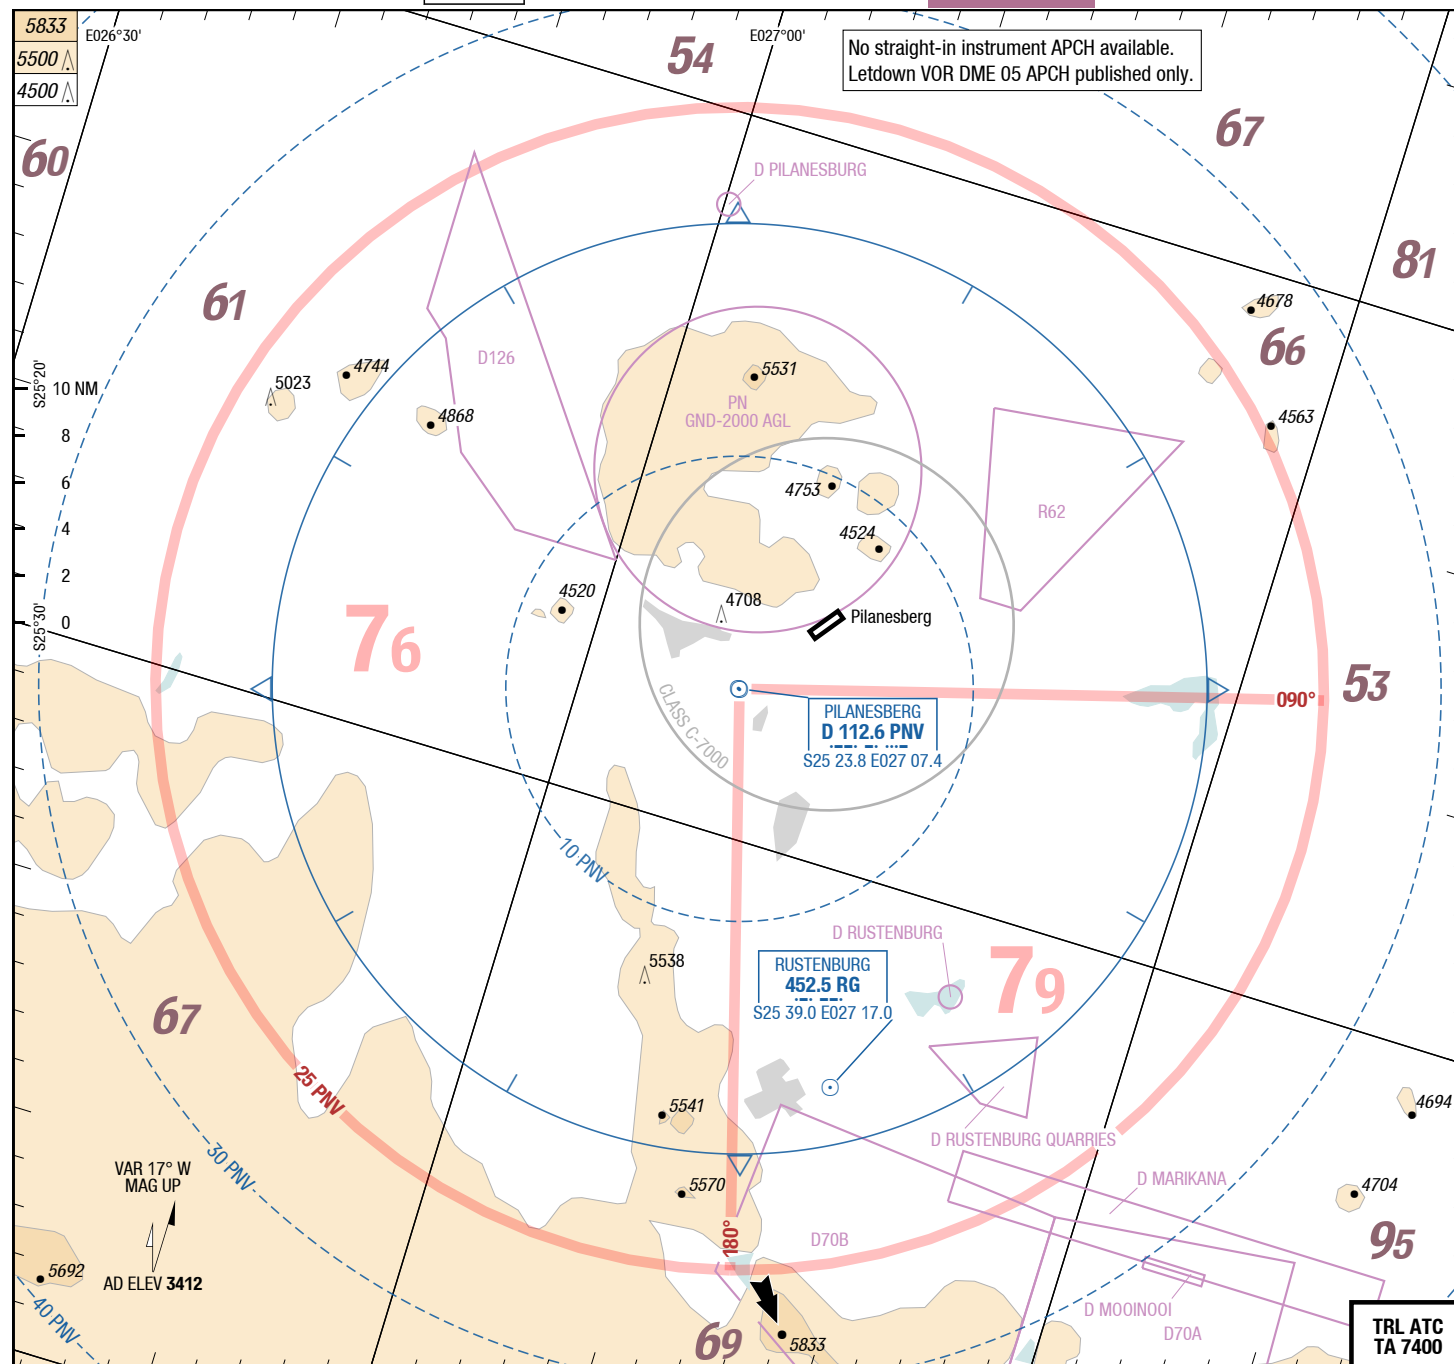 5833
5500
4500
E026°30'
E027°00'
No straight-in instrument APCH available.
Letdown VOR DME 05 APCH published only.
54
67
60
D PILANESBURG
81
61
4678
66
D126
4744
5023
S25°20'
10 NM
5531
PN
GND-2000 AGL
4868
4563
8
6
4753
R62
4
4524
2
4520
4708
S25°30'
0
Pilanesberg
76
53
090°
CLASS C-7000
PILANESBERG
D 112.6 PNV
S25 23.8 E027 07.4
10 PNV
D RUSTENBURG
5538
RUSTENBURG
452.5 RG
S25 39.0 E027 17.0
79
67
25 PNV
5541
4694
D RUSTENBURG QUARRIES
30 PNV
VAR 17° W
MAG UP
5570
D MARIKANA
4704
180°
D70B
95
5692
AD ELEV 3412
40 PNV
D MOOINOOI
D70A
69
5833
TRL ATC
TA 7400